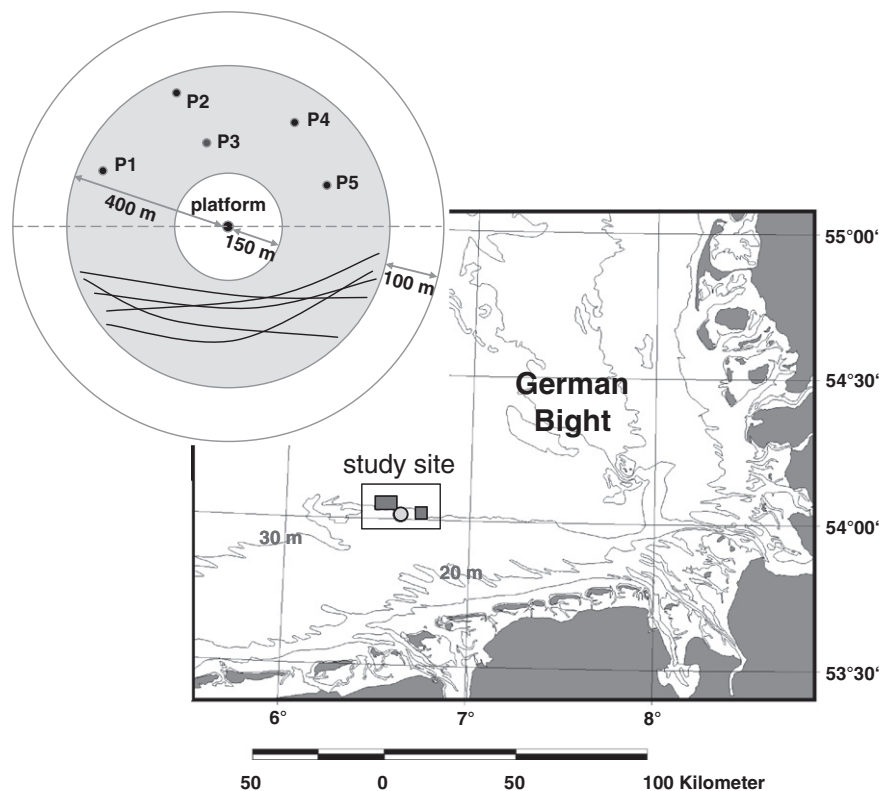 P2
P4
P3
P1
P5
platform
400 m
150 m
100 m
55°00‘
54°30‘
German
Bight
study site
54°00‘
30 m
20 m
53°30‘
6°
7°
8°
50
0
50
100 Kilometer